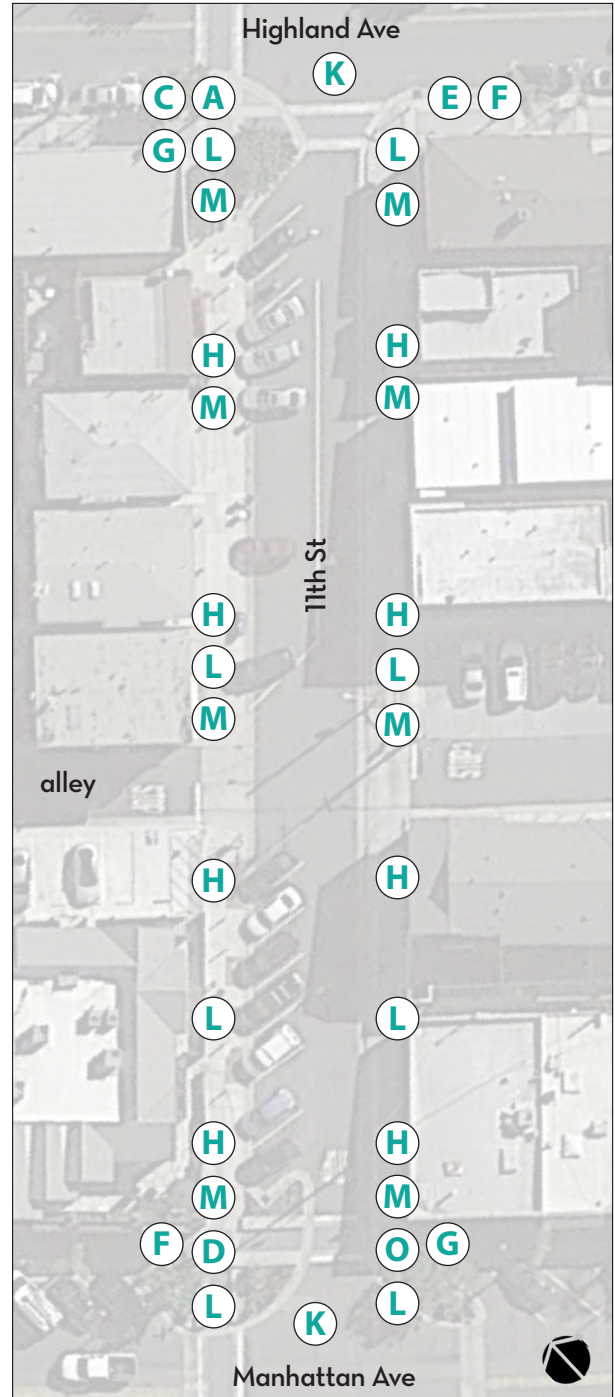 Highland Ave
K
C A E F
G L L
M M
H H
M M
11th St
H H
L L
M M
alley
H H
L L
H H
M M
F D O G
L L
K
Manhattan Ave